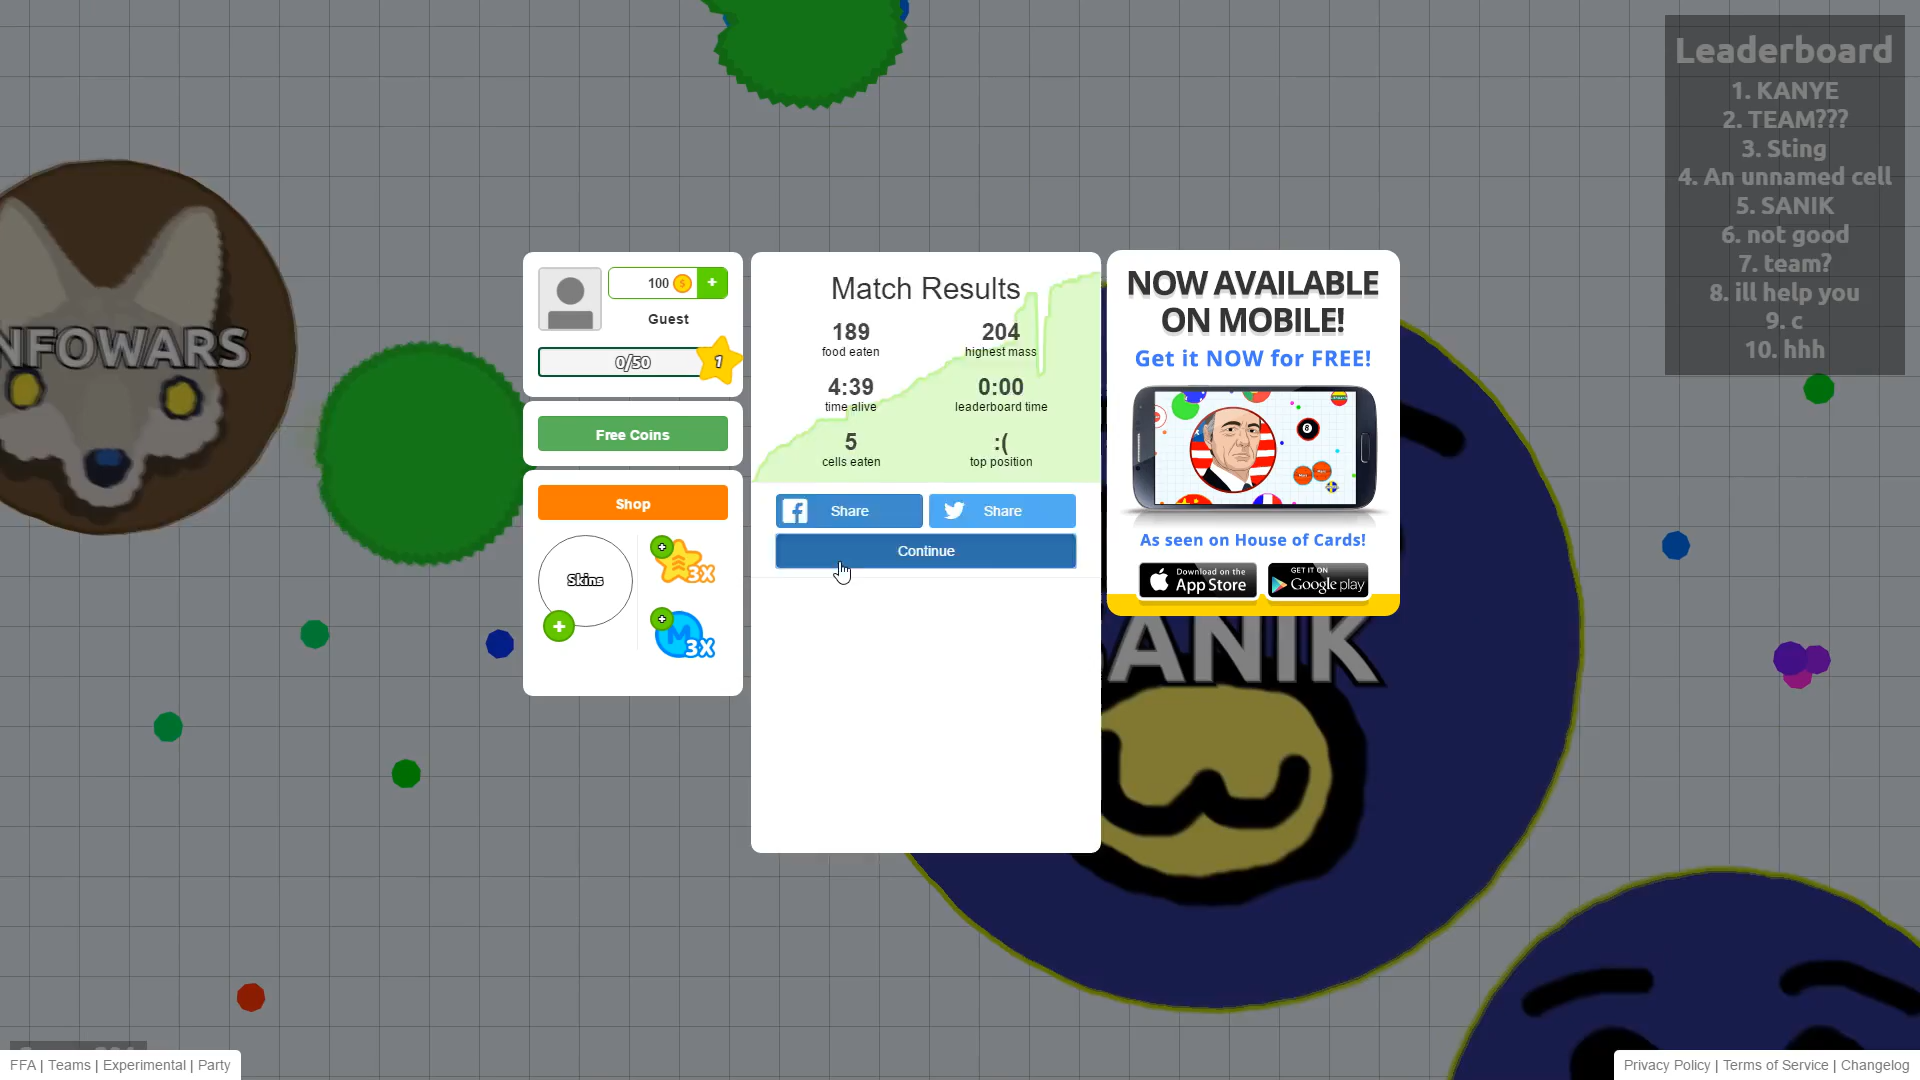 Leaderboard
1. KANYE
2. TEAM???
3. Sting
4. An unnamed cell
5. SANIK
6. not good
7. team?
8. ill help you
9. c
10. hhh
NFOWARS
100
+
Guest
0/50
1
Free Coins
Shop
Skins
+
+
3X
+
M
3X
Match Results
189
food eaten
204
highest mass
4:39
time alive
0:00
leaderboard time
5
cells eaten
:(
top position
Share
Share
Continue
NOW AVAILABLE
ON MOBILE!
Get it NOW for FREE!
8
As seen on House of Cards!
Download on the
App Store
GET IT ON
Google play
ANIK
FFA | Teams | Experimental | Party
Privacy Policy | Terms of Service | Changelog